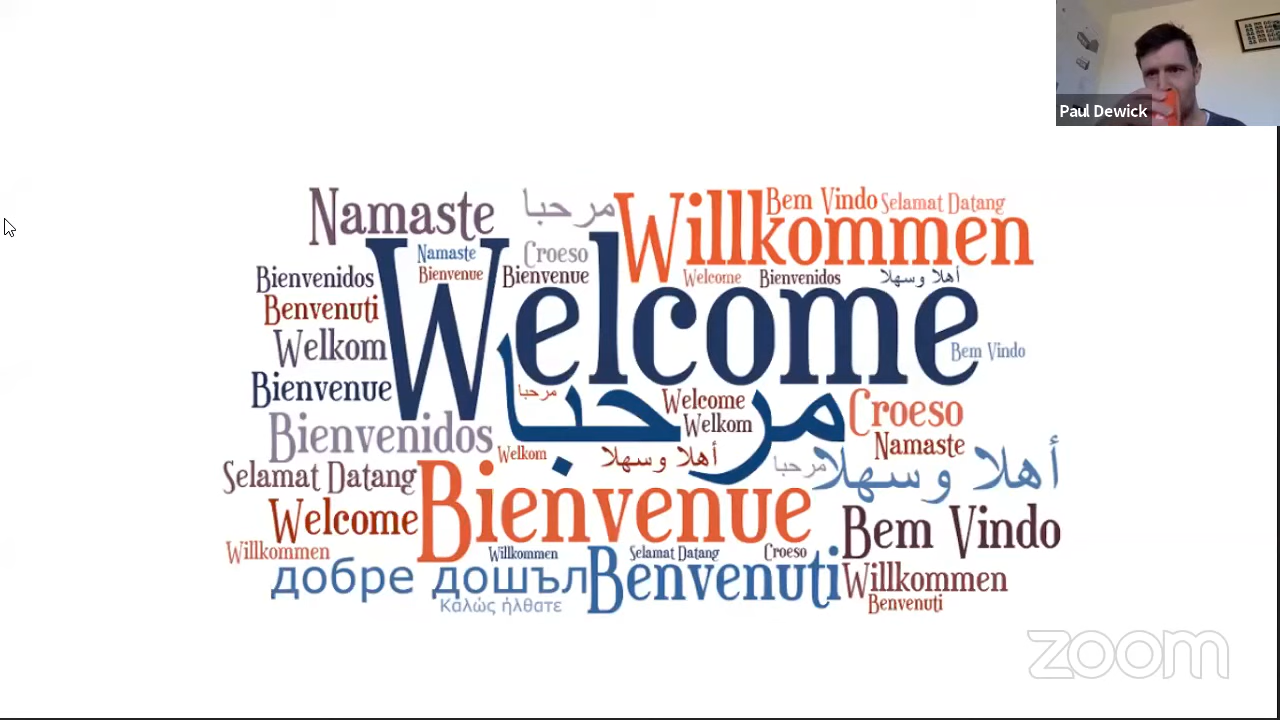 Paul Dewick
Namaste
مرحبا
Willkommen
Bem Vindo
Selamat Datang
Namaste
Croeso
Bienvenidos
Bienvenue
Bienvenue
Welcome
Bienvenidos
أهلا وسهلا
Benvenuti
Welcome
Welkom
Bem Vindo
Bienvenue
مرحبا
مرحبا
Welcome
Croeso
Welkom
Bienvenidos
Namaste
Welkom
أهلا وسهلا
مرحبا
أهلا وسهلا
Selamat Datang
Bienvenue
Welcome
Bem Vindo
Willkommen
Willkommen
Selamat Datang
Croeso
добре дошъл
Benvenuti
Willkommen
Καλώς ήλθατε
Benvenuti
zoom